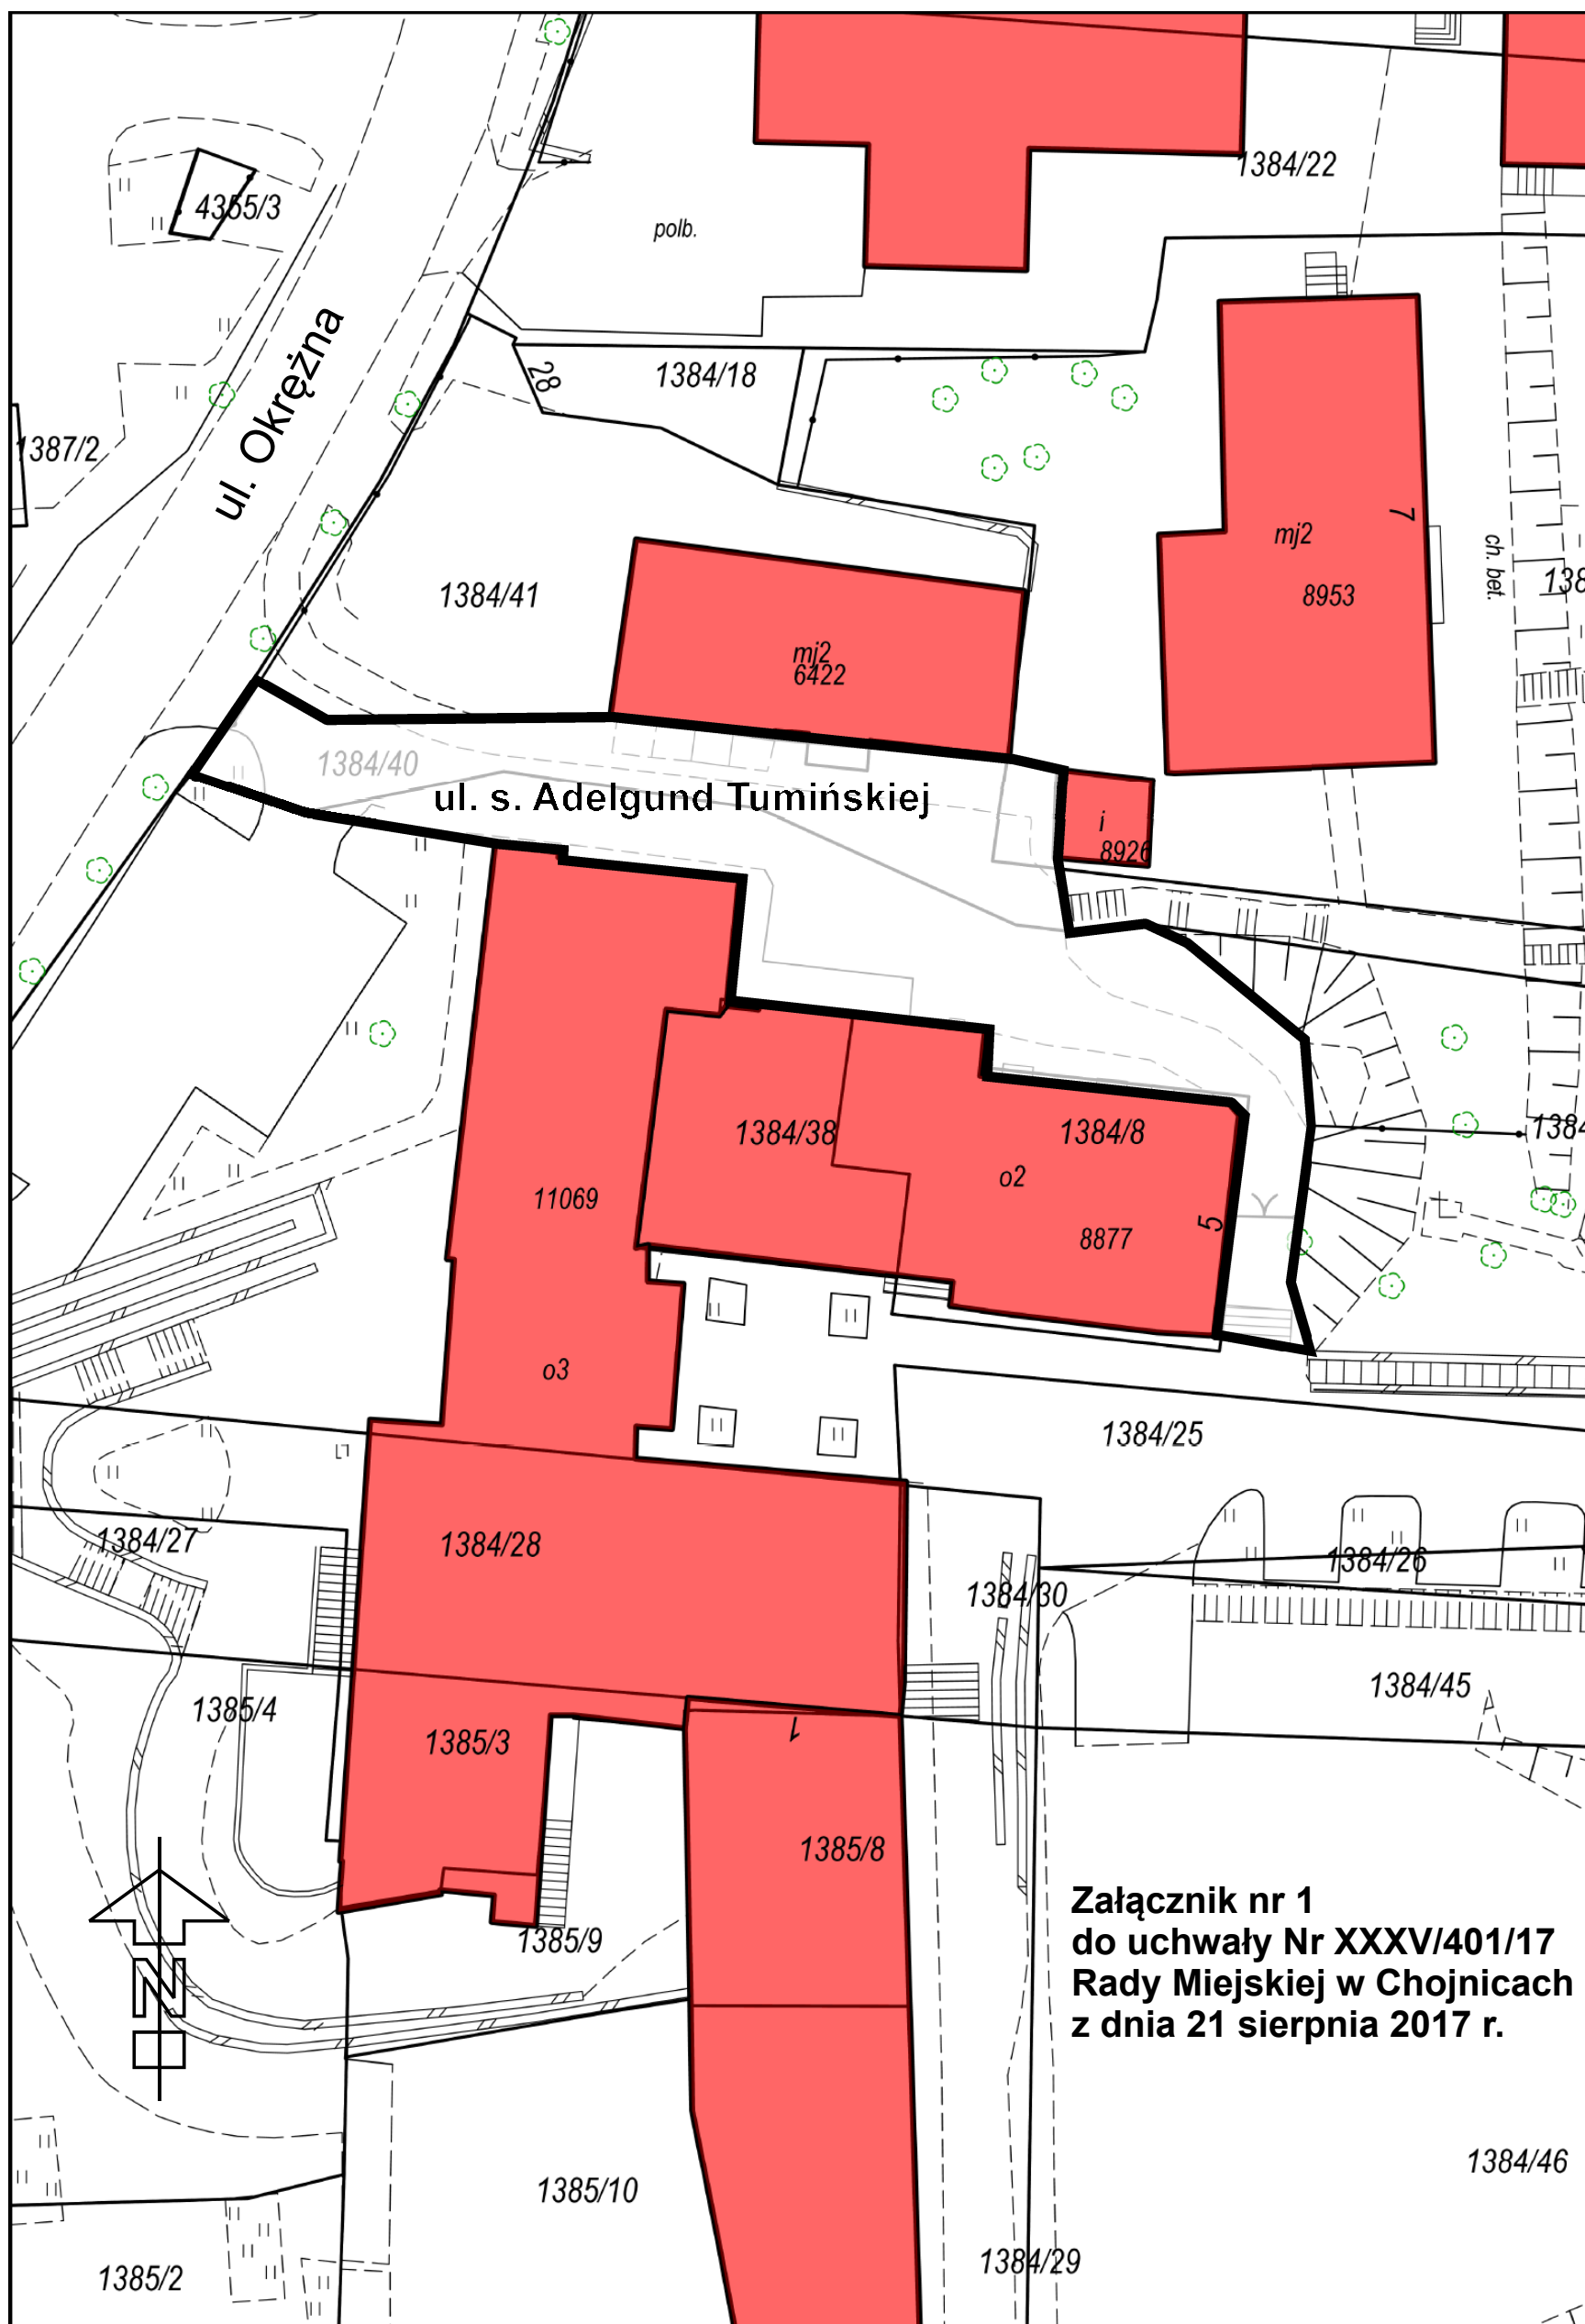 1384/22
4355/3
polb.
ul. Okrężna
28
1384/18
1387/2
7
mj2
ch. bet.
138
1384/41
8953
mj2
6422
1384/40
ul. s. Adelgund Tumińskiej
i
8926
1384/38
1384/8
1384
o2
11069
5
8877
o3
1384/25
1384/27
1384/28
1384/26
1384/30
1384/45
1385/4
1385/3
1
1385/8
Załącznik nr 1
do uchwały Nr XXXV/401/17
Rady Miejskiej w Chojnicach
z dnia 21 sierpnia 2017 r.
1385/9
N
1384/46
1385/10
1384/29
1385/2